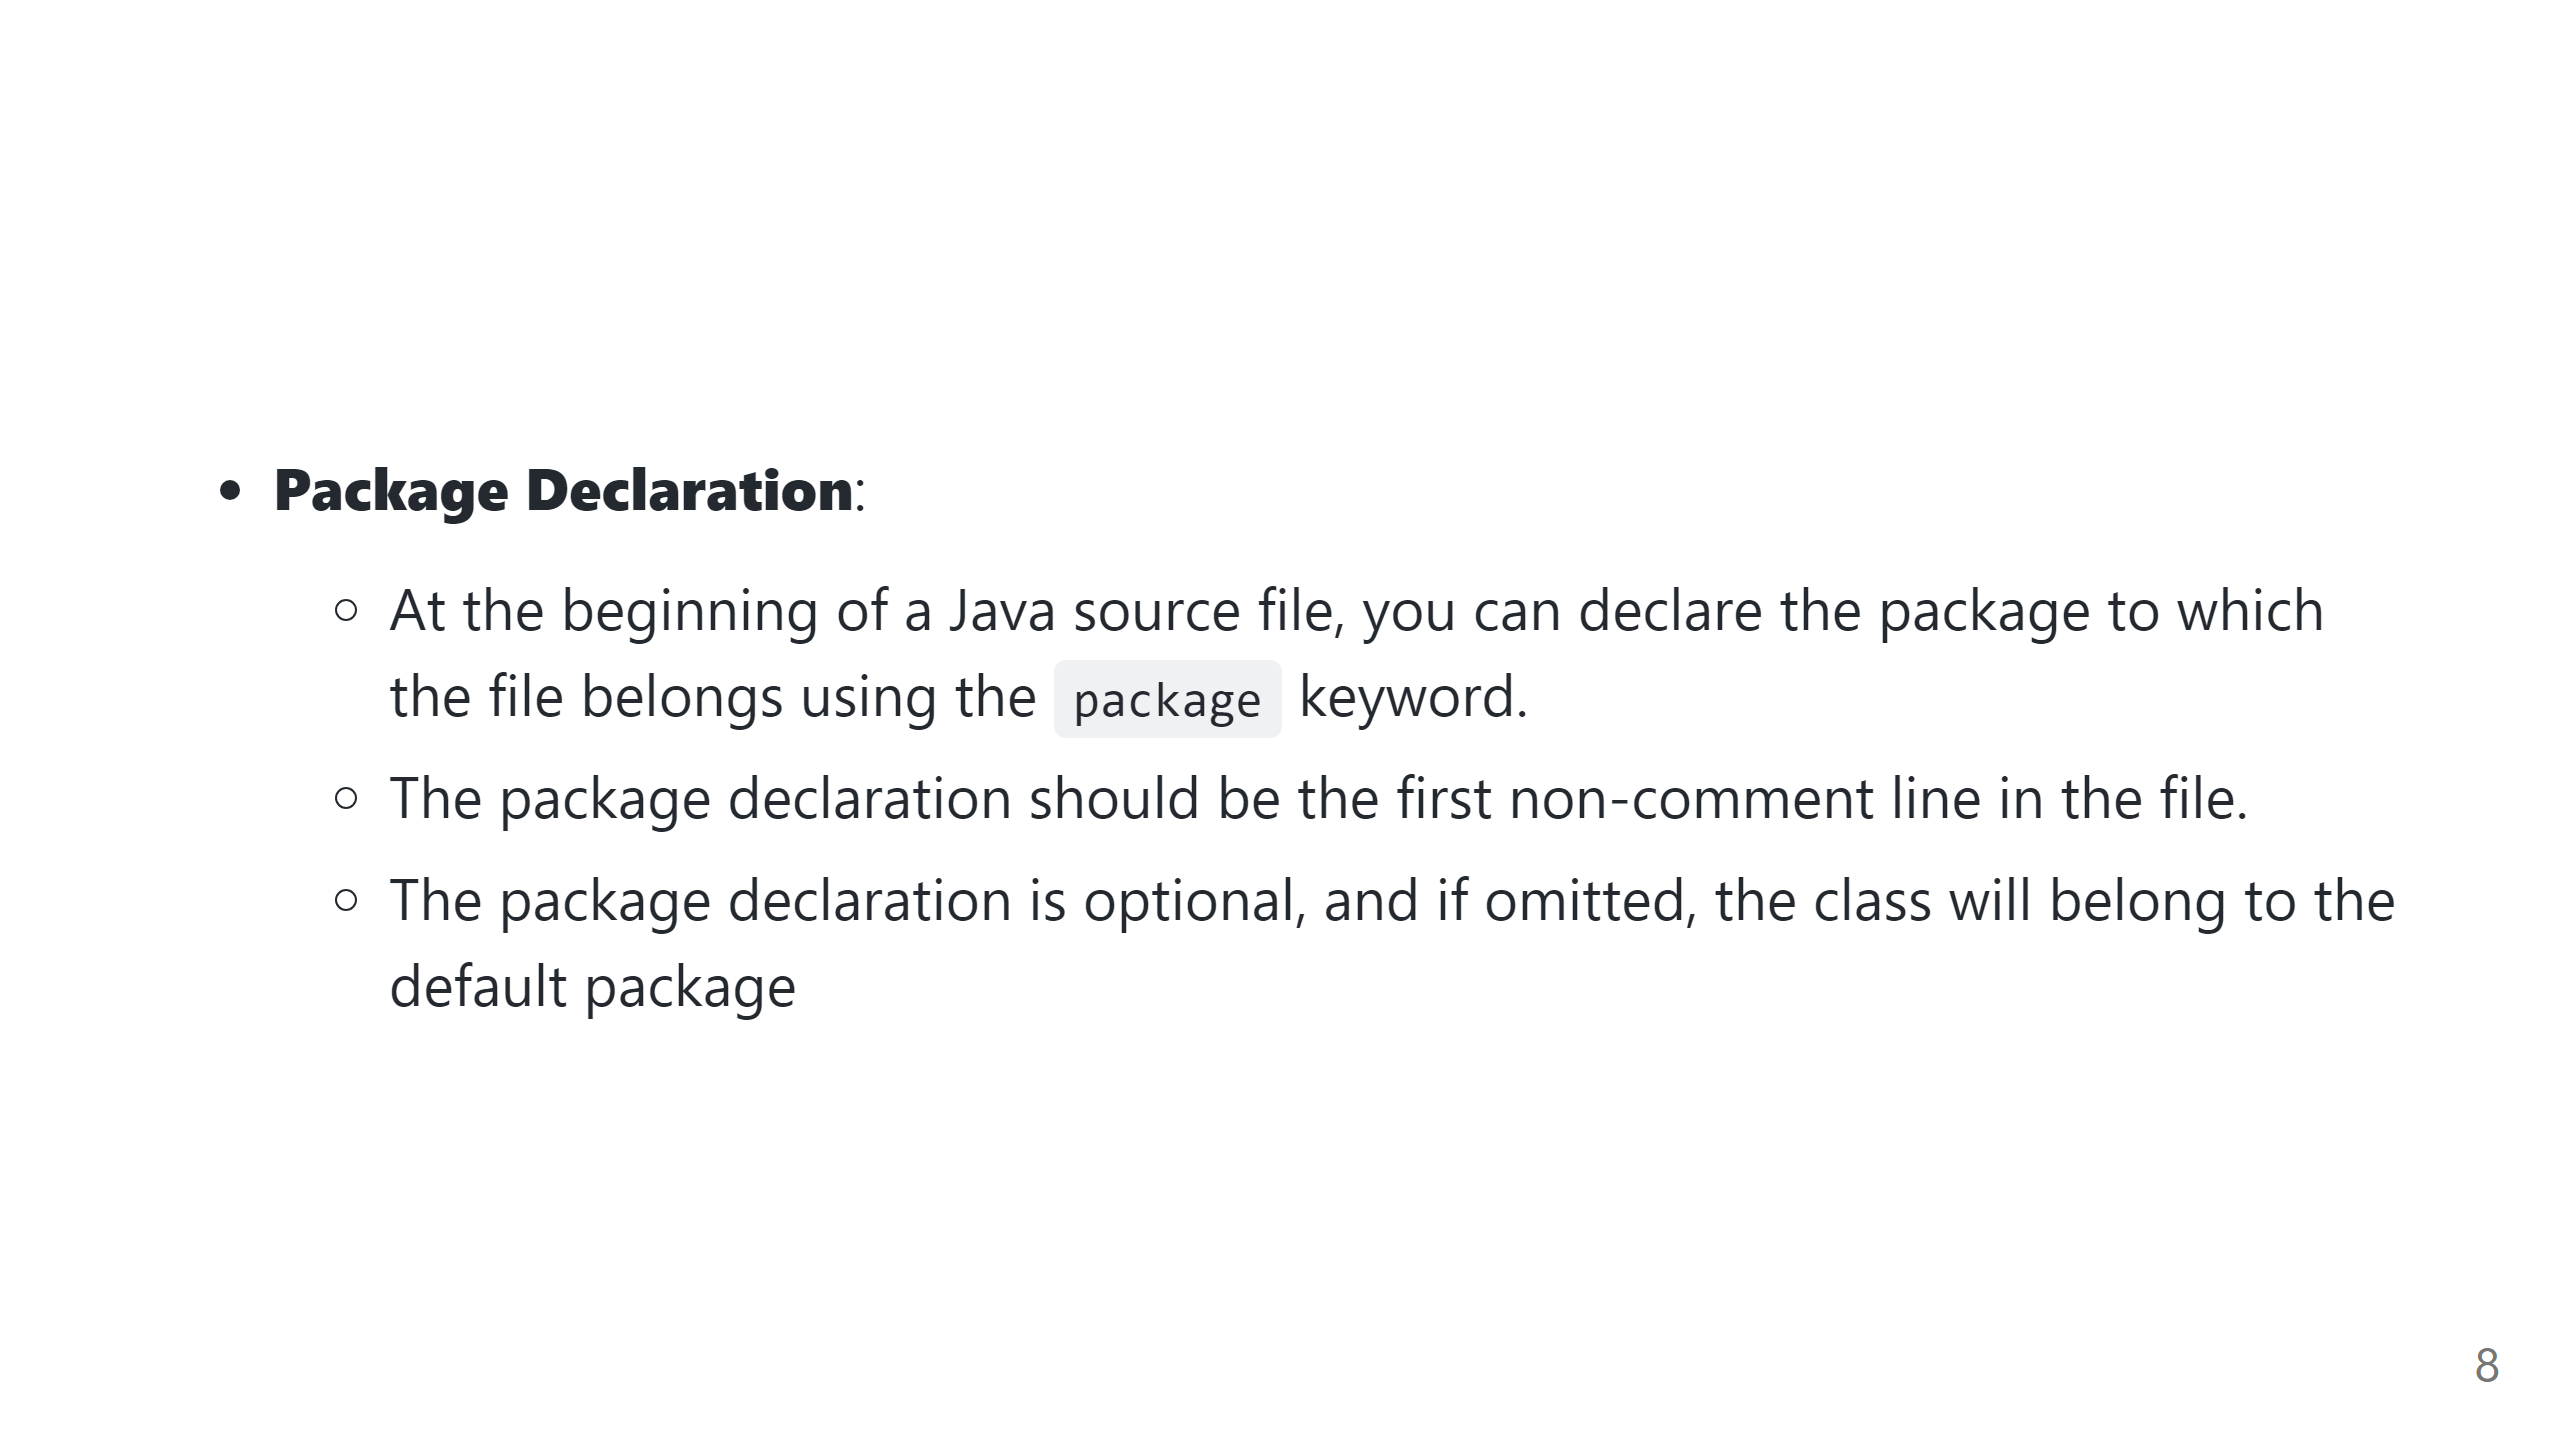 • Package Declaration:
○ At the beginning of a Java source file, you can declare the package to which
the file belongs using the package keyword.
○ The package declaration should be the first non-comment line in the file.
○ The package declaration is optional, and if omitted, the class will belong to the
default package
8